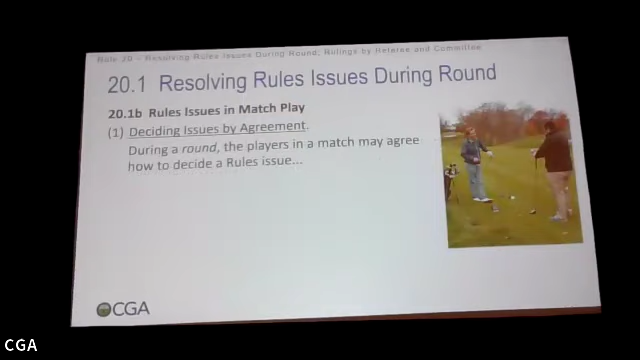 Rule 20 – Resolving Rules Issues During Round; Rulings by Referee and Committee
20.1 Resolving Rules Issues During Round
20.1b Rules Issues in Match Play
(1) Deciding Issues by Agreement.
During a round, the players in a match may agree
how to decide a Rules issue...
CGA
CGA